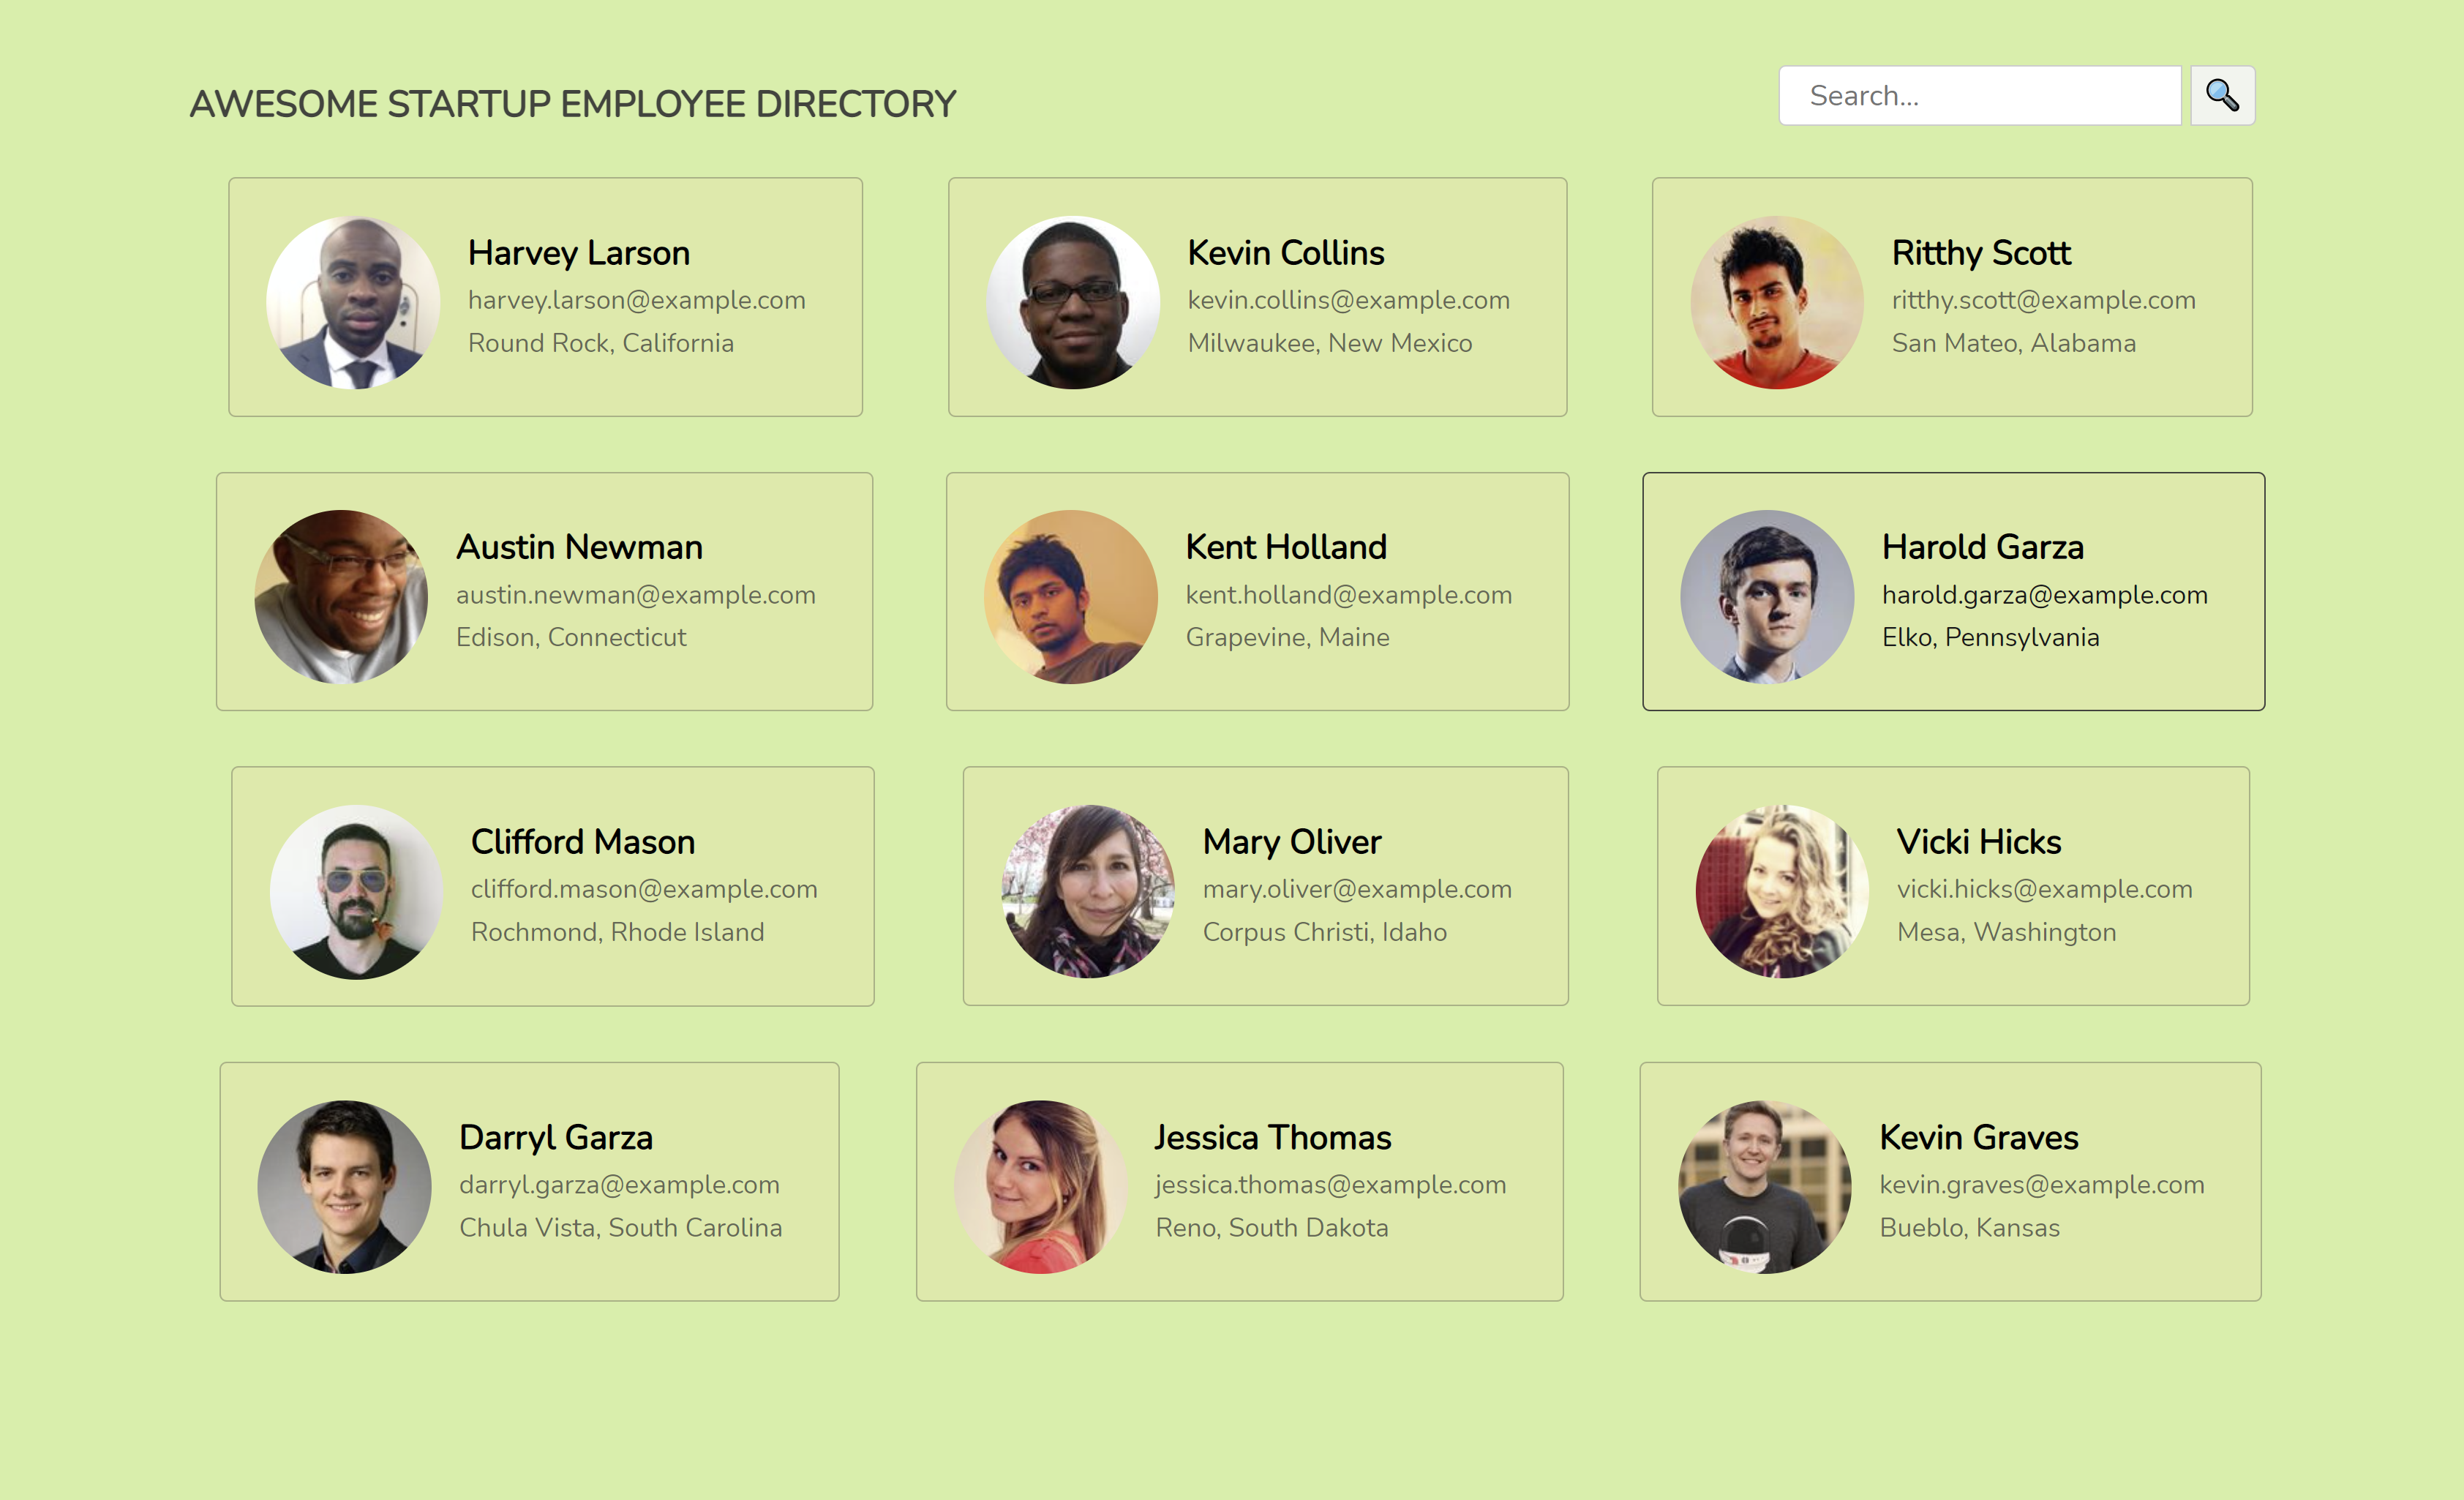 AWESOME STARTUP EMPLOYEE DIRECTORY
Search...
Harvey Larson
harvey.larson@example.com
Round Rock, California
Kevin Collins
kevin.collins@example.com
Milwaukee, New Mexico
Ritthy Scott
ritthy.scott@example.com
San Mateo, Alabama
Austin Newman
austin.newman@example.com
Edison, Connecticut
Kent Holland
kent.holland@example.com
Grapevine, Maine
Harold Garza
harold.garza@example.com
Elko, Pennsylvania
Clifford Mason
clifford.mason@example.com
Rochmond, Rhode Island
Mary Oliver
mary.oliver@example.com
Corpus Christi, Idaho
Vicki Hicks
vicki.hicks@example.com
Mesa, Washington
Darryl Garza
darryl.garza@example.com
Chula Vista, South Carolina
Jessica Thomas
jessica.thomas@example.com
Reno, South Dakota
Kevin Graves
kevin.graves@example.com
Bueblo, Kansas